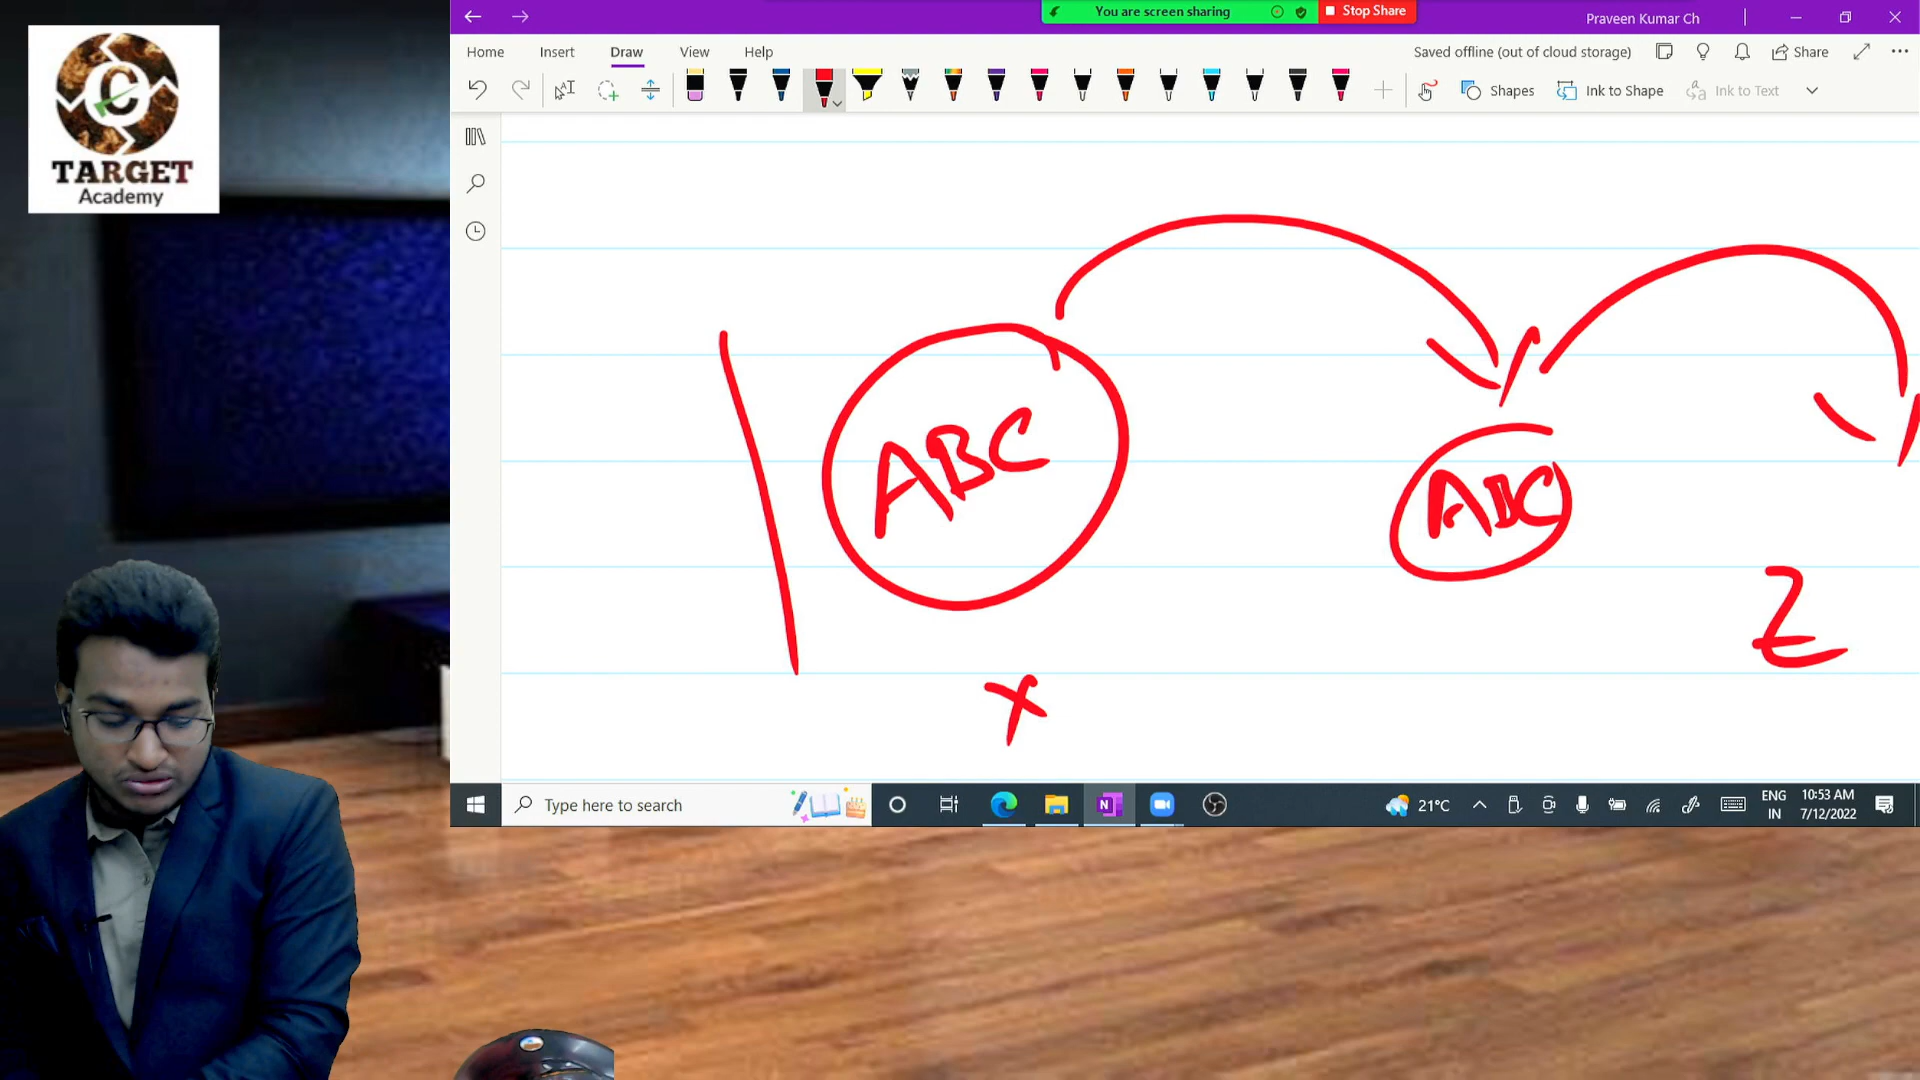 TARGET
Academy
You are screen sharing
Stop Share
Praveen Kumar Ch
Home Insert Draw View Help
Saved offline (out of cloud storage)
Share
Shapes
Ink to Shape
Ink to Text
ABC
ABC
Z
x
Type here to search
21°C
ENG
IN
10:53 AM
7/12/2022